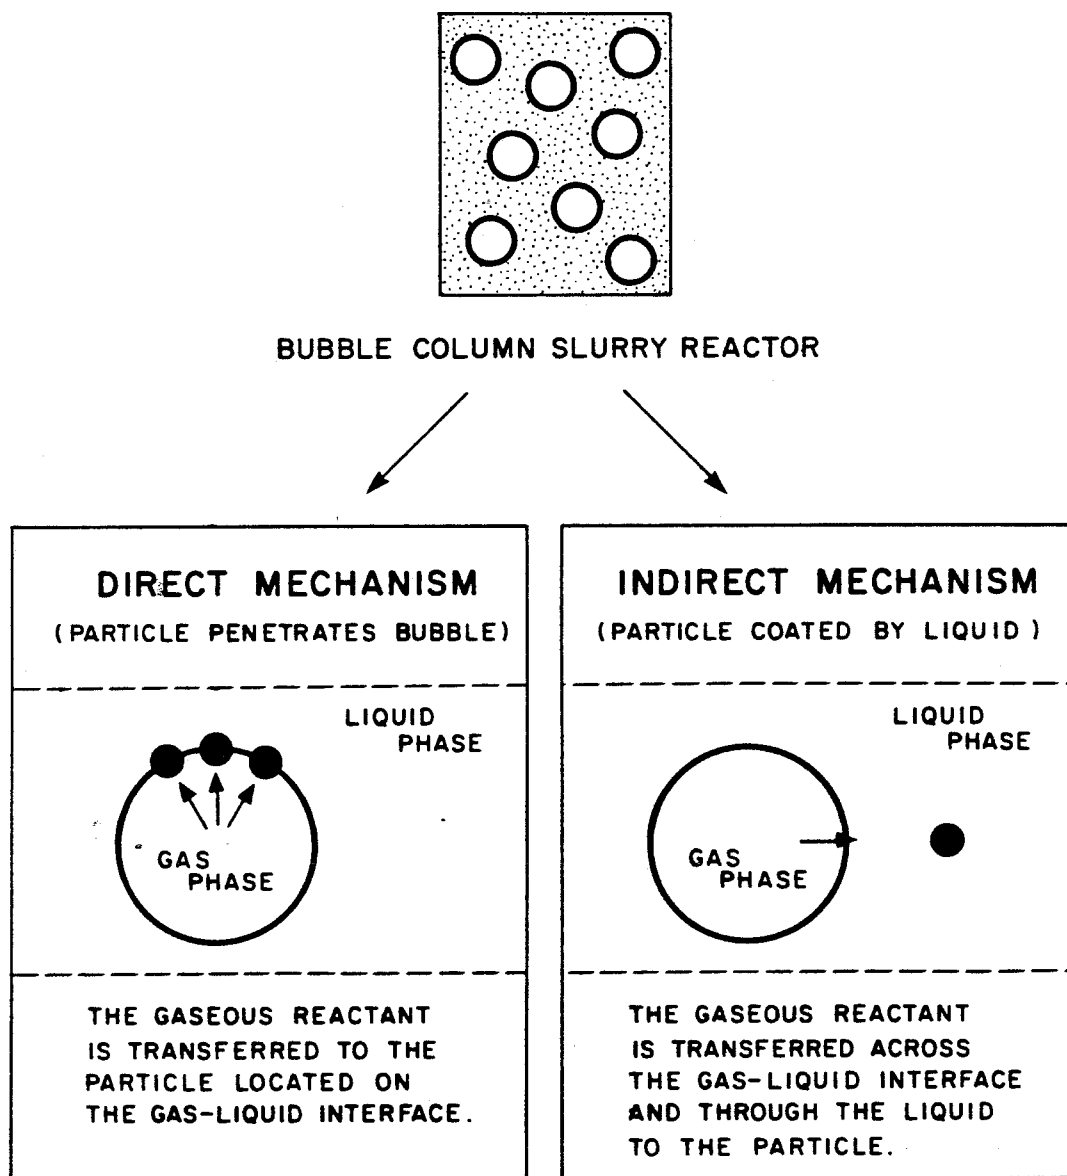 BUBBLE COLUMN SLURRY REACTOR
DIRECT MECHANISM
(PARTICLE PENETRATES BUBBLE)
LIQUID
PHASE
GAS
PHASE
THE GASEOUS REACTANT
IS TRANSFERRED TO THE
PARTICLE LOCATED ON
THE GAS-LIQUID INTERFACE.
INDIRECT MECHANISM
(PARTICLE COATED BY LIQUID)
LIQUID
PHASE
GAS
PHASE
THE GASEOUS REACTANT
IS TRANSFERRED ACROSS
THE GAS-LIQUID INTERFACE
AND THROUGH THE LIQUID
TO THE PARTICLE.